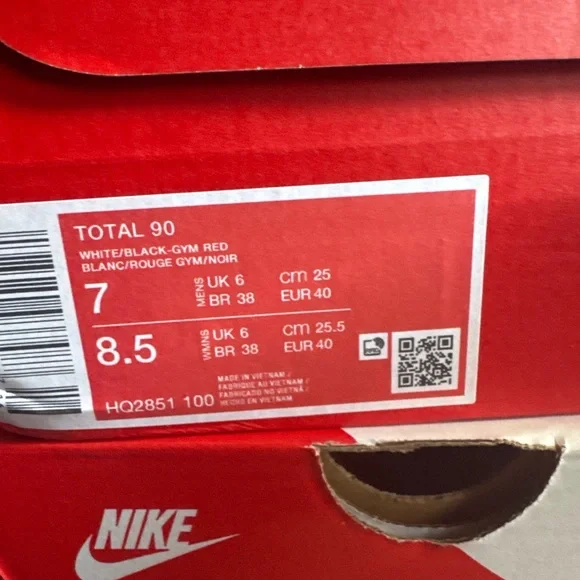 TOTAL 90
WHITE/BLACK-GYM RED
BLANC/ROUGE GYM/NOIR
7 MENS UK 6 CM 25
BR 38 EUR 40
8.5 WMNS UK 6 CM 25.5
BR 38 EUR 40
HQ2851 100
MADE IN VIETNAM /
FABRIQUE AU VIETNAM /
FABRICADO NO VIETNÃ /
HECHO EN VIETNAM
NIKE